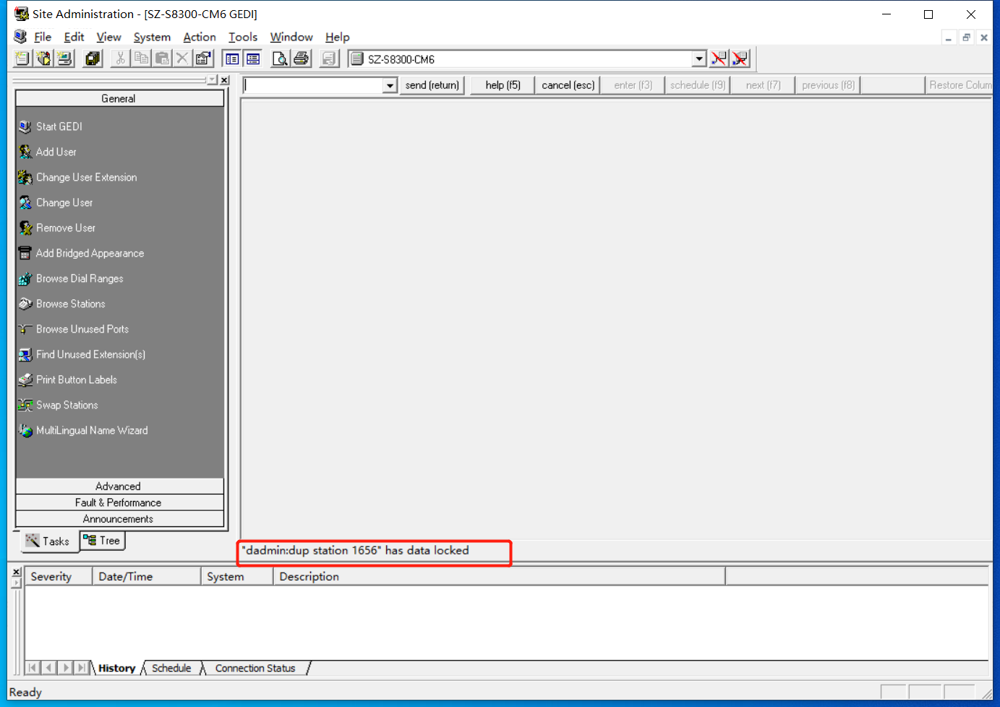 Site Administration - [SZ-S8300-CM6 GEDI]
File Edit View System Action Tools Window Help
SZ-S8300-CM6
send (return) help (f5) cancel (esc) enter (f3) schedule (f9) next (f7) previous (f8) Restore Colum
General
Start GEDI
Add User
Change User Extension
Change User
Remove User
Add Bridged Appearance
Browse Dial Ranges
Browse Stations
Browse Unused Ports
Find Unused Extension(s)
Print Button Labels
Swap Stations
MultiLingual Name Wizard
Advanced
Fault & Performance
Announcements
Tasks Tree
"dadmin:dup station 1656" has data locked
Severity Date/Time System Description
History Schedule Connection Status
Ready